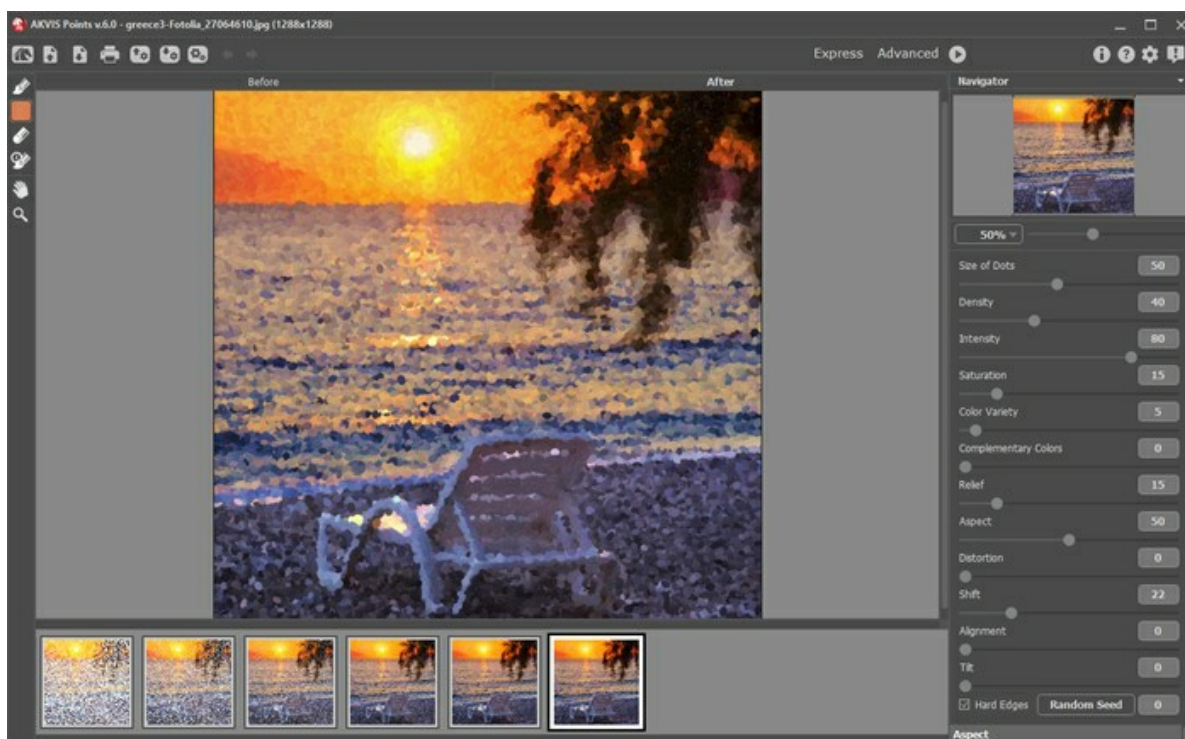 AKVIS Points v.6.0 - greece3-Fotolia_27064610.jpg (1288x1288)
Express Advanced
Before After
Navigator
50%
Size of Dots 50
Density 40
Intensity 80
Saturation 15
Color Variety 5
Complementary Colors 0
Relief 15
Aspect 50
Distortion 0
Shift 22
Alignment 0
Tilt 0
Hard Edges Random Seed 0
Aspect